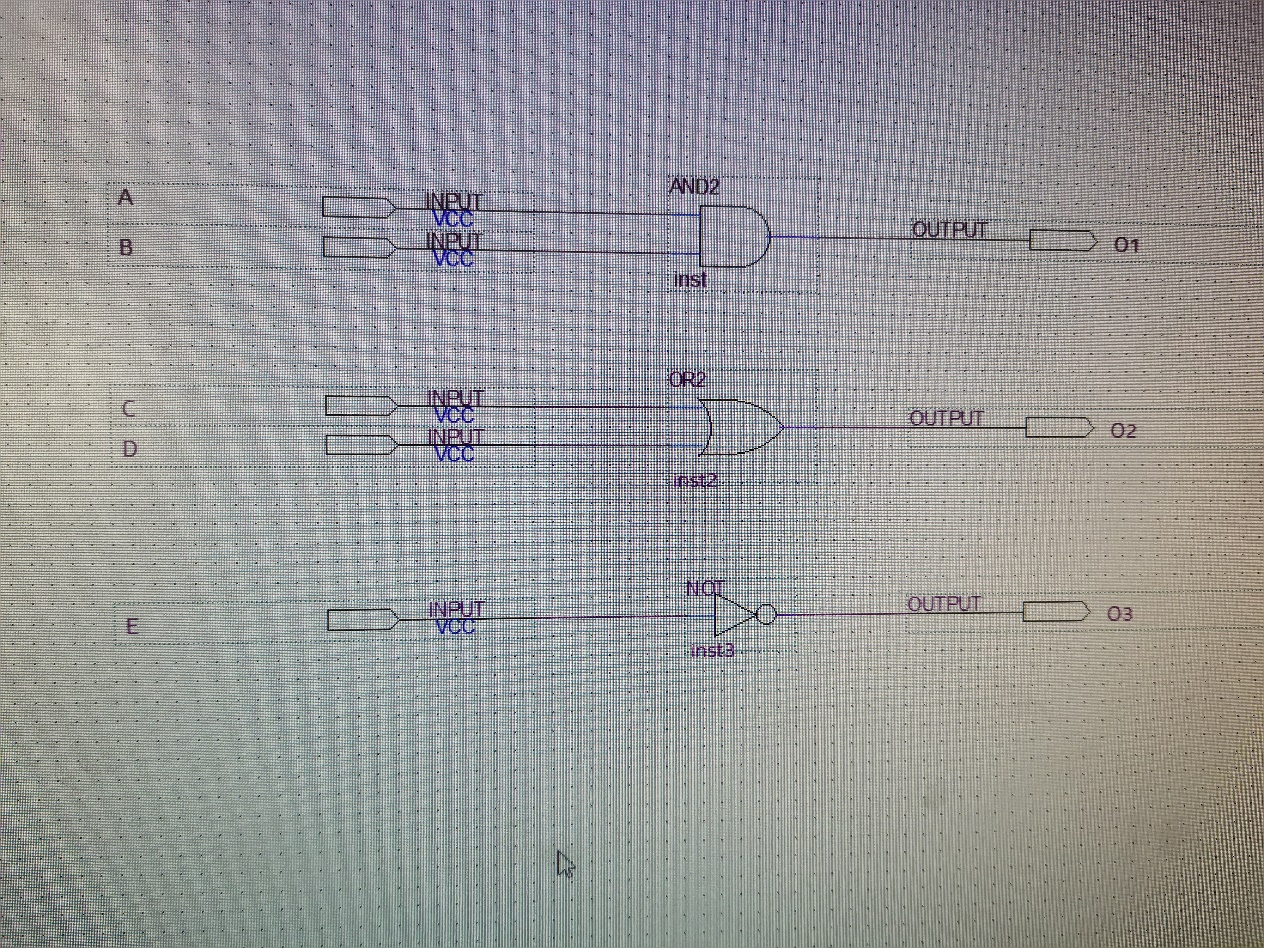 A
INPUT
VCC
B
INPUT
VCC
AND2
inst
OUTPUT
O1
C
INPUT
VCC
D
INPUT
VCC
OR2
inst2
OUTPUT
O2
E
INPUT
VCC
NOT
inst3
OUTPUT
O3